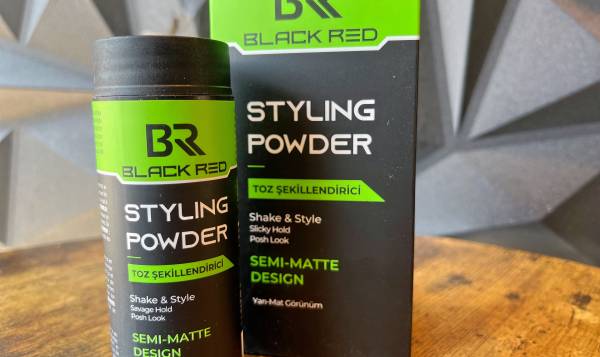 BR
BLACK RED
STYLING
POWDER
TOZ ŞEKİLLENDİRİCİ
Shake & Style
Savage Hold
Posh Look
SEMI-MATTE
DESIGN
BR
BLACK RED
STYLING
POWDER
TOZ ŞEKİLLENDİRİCİ
Shake & Style
Slicky Hold
Posh Look
SEMI-MATTE
DESIGN
Yarı-Mat Görünüm